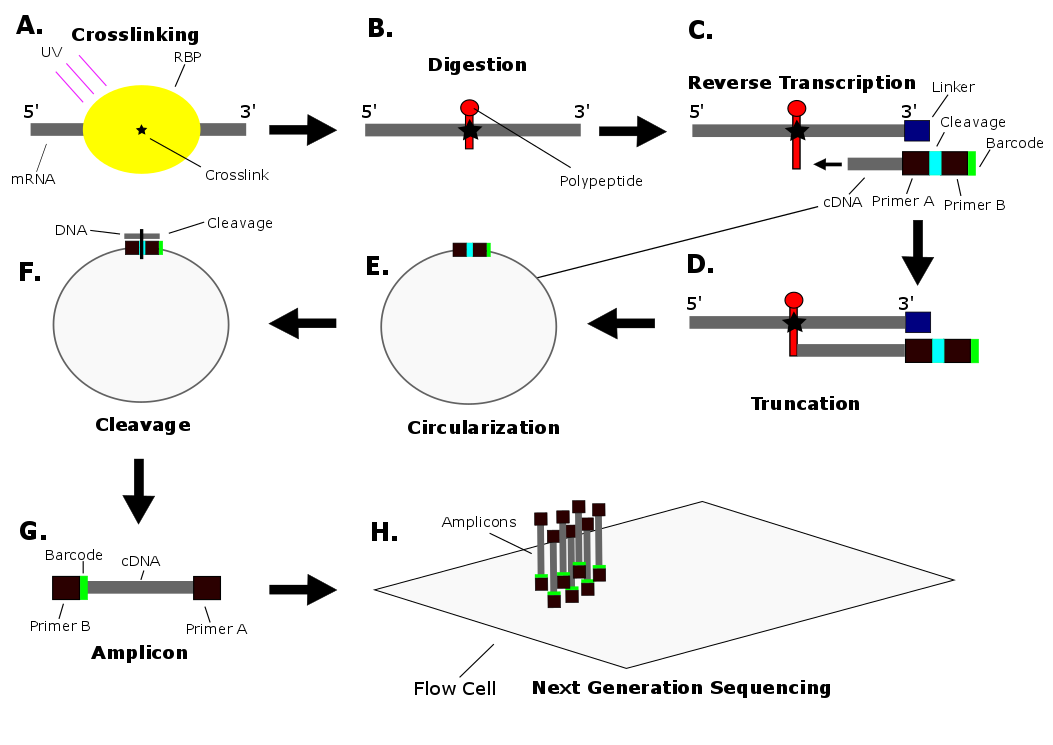 A.
Crosslinking
UV
RBP
5'
3'
mRNA
Crosslink
B.
Digestion
5'
3'
Polypeptide
C.
Reverse Transcription
5'
3'
Linker
Cleavage
Barcode
cDNA
Primer A
Primer B
D.
5'
3'
Truncation
E.
Circularization
F.
DNA
Cleavage
Cleavage
G.
Barcode
cDNA
Primer B
Primer A
Amplicon
H.
Amplicons
Flow Cell
Next Generation Sequencing